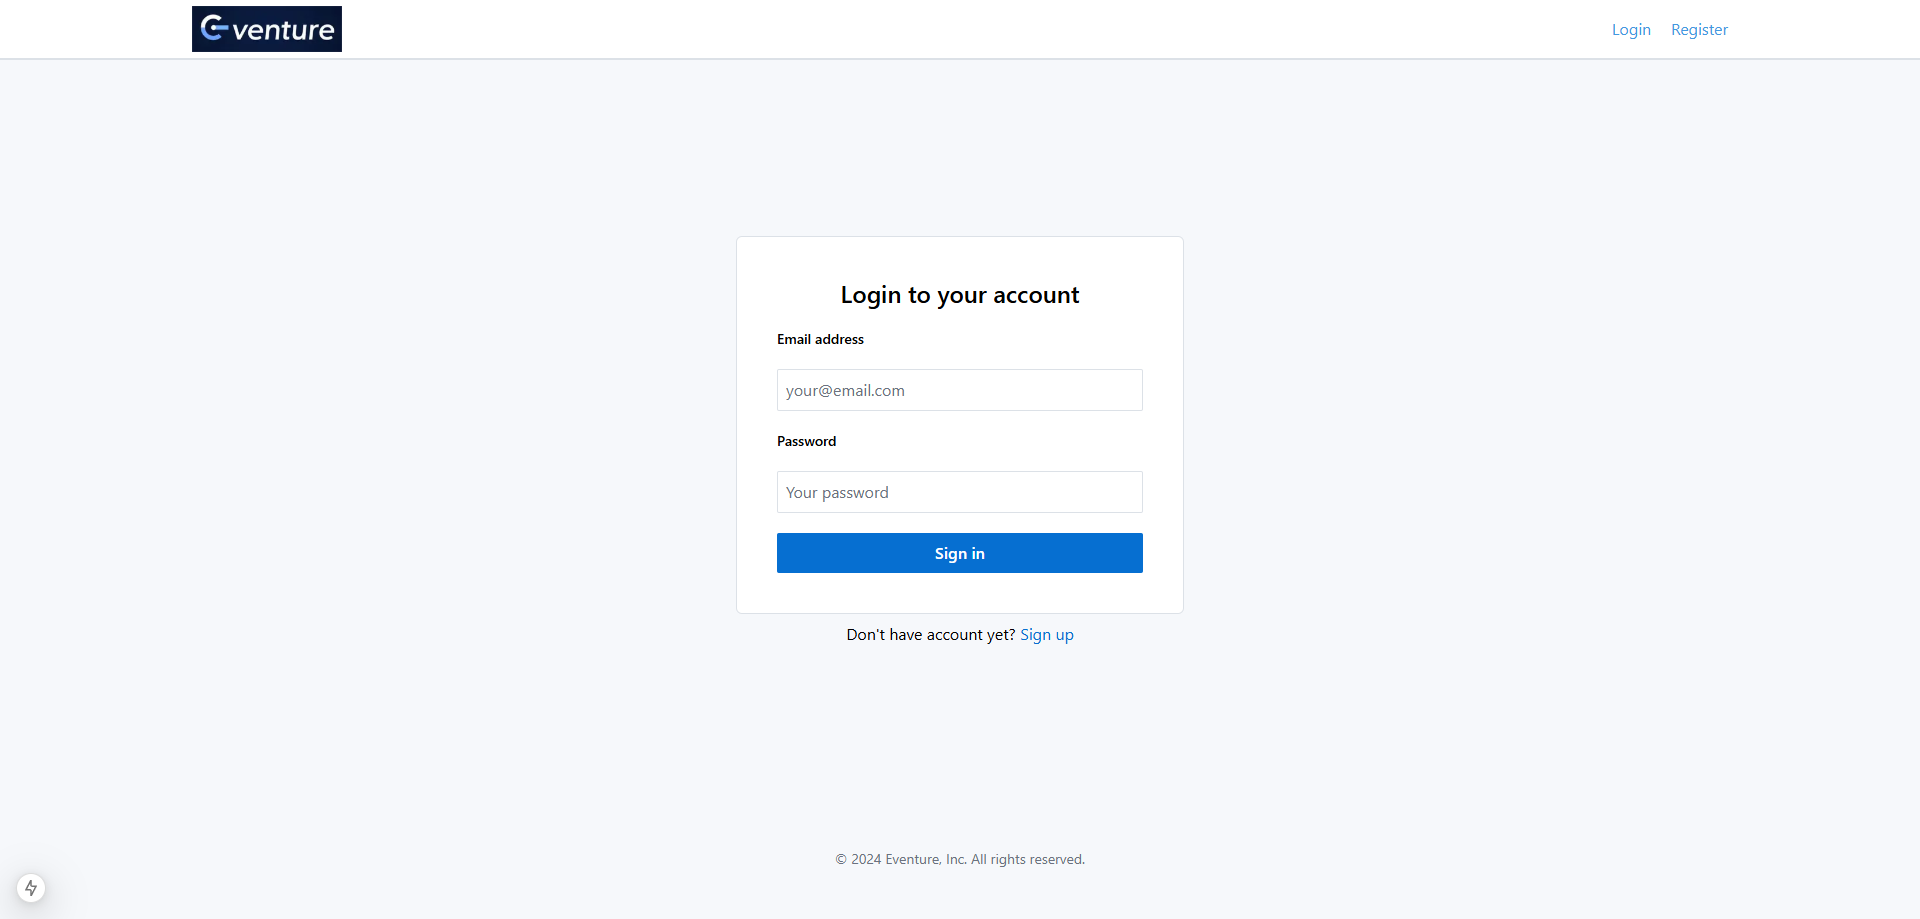 eventure
Login Register
Login to your account
Email address
your@email.com
Password
Your password
Sign in
Don't have account yet? Sign up
© 2024 Eventure, Inc. All rights reserved.